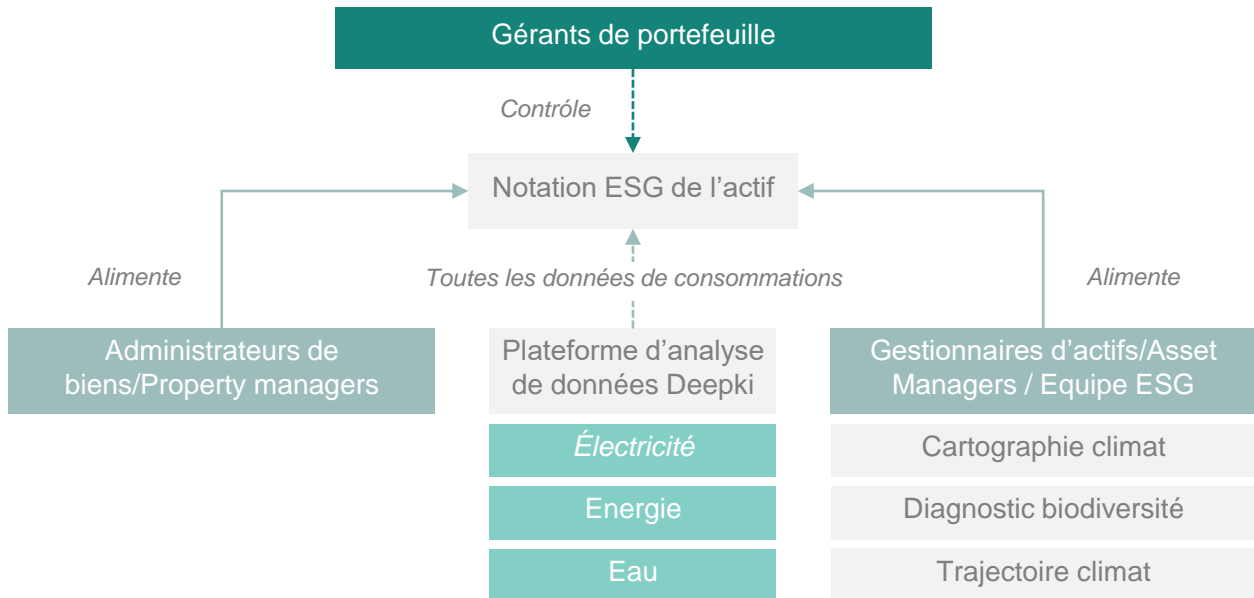 Gérants de portefeuille
Contróle
Notation ESG de l'actif
Alimente
Toutes les données de consommations
Alimente
Administrateurs de
biens/Property managers
Plateforme d'analyse
de données Deepki
Gestionnaires d'actifs/Asset
Managers / Equipe ESG
Électricité
Cartographie climat
Energie
Diagnostic biodiversité
Eau
Trajectoire climat